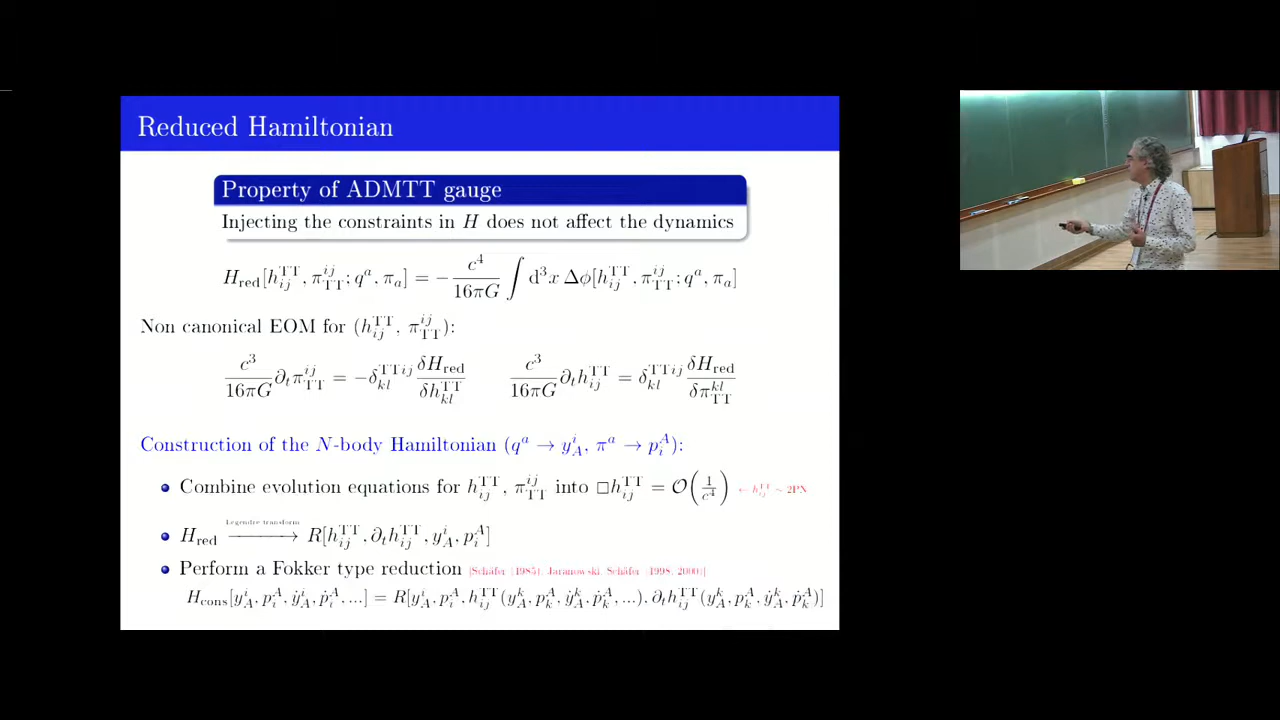 Reduced Hamiltonian
Property of ADMTT gauge
Injecting the constraints in H does not affect the dynamics
H_red[h_ij^TT, π_TT^ij; q^a, π_a] = −c^4/(16πG) ∫ d^3x Δφ[h_ij^TT, π_TT^ij; q^a, π_a]
Non canonical EOM for (h_ij^TT, π_TT^ij):
c^3/(16πG) ∂_t π_TT^ij = −δ_kl^TTij δH_red/δh_kl^TT    c^3/(16πG) ∂_t h_ij^TT = δ_kl^TTij δH_red/δπ_TT^kl
Construction of the N-body Hamiltonian (q^a → y_A^i, π^a → p_i^A):
Combine evolution equations for h_ij^TT, π_TT^ij into □h_ij^TT = O(1/c^4) ← h_ij^TT ~ 2PN
Legendre transform
H_red ⟶ R[h_ij^TT, ∂_t h_ij^TT, y_A^i, p_i^A]
Perform a Fokker type reduction [Schäfer (1985), Jaranowski, Schäfer (1998, 2000)]
H_cons[y_A^i, p_i^A, ẏ_A^i, ṗ_i^A, ...] = R[y_A^i, p_i^A, h_ij^TT(y_A^k, p_k^A, ẏ_A^k, ṗ_k^A, ...), ∂_t h_ij^TT(y_A^k, p_k^A, ẏ_A^k, ṗ_k^A)]